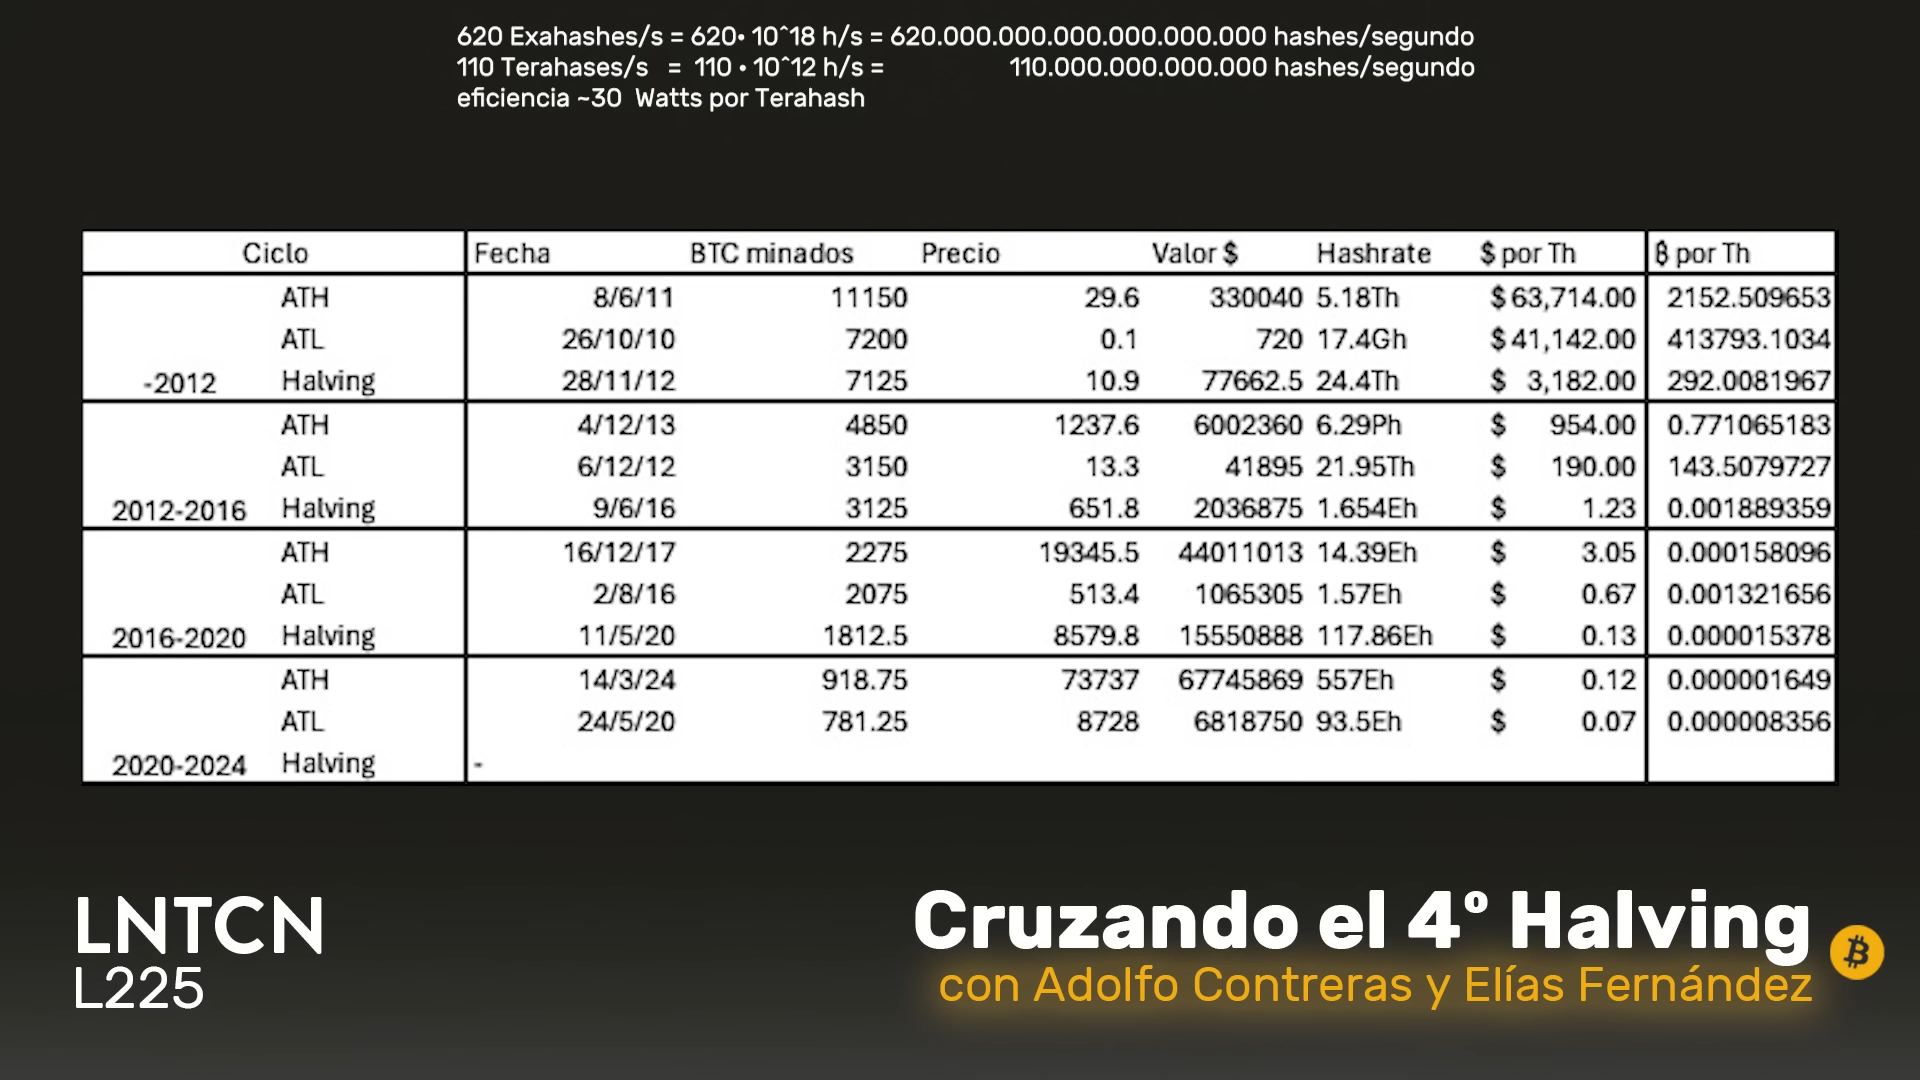 620 Exahashes/s = 620• 10^18 h/s = 620.000.000.000.000.000.000 hashes/segundo
110 Terahases/s = 110 • 10^12 h/s = 110.000.000.000.000 hashes/segundo
eficiencia ~30 Watts por Terahash
Ciclo Fecha BTC minados Precio Valor $ Hashrate $ por Th ₿ por Th
ATH 8/6/11 11150 29.6 330040 5.18Th $ 63,714.00 2152.509653
ATL 26/10/10 7200 0.1 720 17.4Gh $ 41,142.00 413793.1034
-2012 Halving 28/11/12 7125 10.9 77662.5 24.4Th $ 3,182.00 292.0081967
ATH 4/12/13 4850 1237.6 6002360 6.29Ph $ 954.00 0.771065183
ATL 6/12/12 3150 13.3 41895 21.95Th $ 190.00 143.5079727
2012-2016 Halving 9/6/16 3125 651.8 2036875 1.654Eh $ 1.23 0.001889359
ATH 16/12/17 2275 19345.5 44011013 14.39Eh $ 3.05 0.000158096
ATL 2/8/16 2075 513.4 1065305 1.57Eh $ 0.67 0.001321656
2016-2020 Halving 11/5/20 1812.5 8579.8 15550888 117.86Eh $ 0.13 0.000015378
ATH 14/3/24 918.75 73737 67745869 557Eh $ 0.12 0.000001649
ATL 24/5/20 781.25 8728 6818750 93.5Eh $ 0.07 0.000008356
2020-2024 Halving -
LNTCN
L225
Cruzando el 4º Halving
con Adolfo Contreras y Elías Fernández